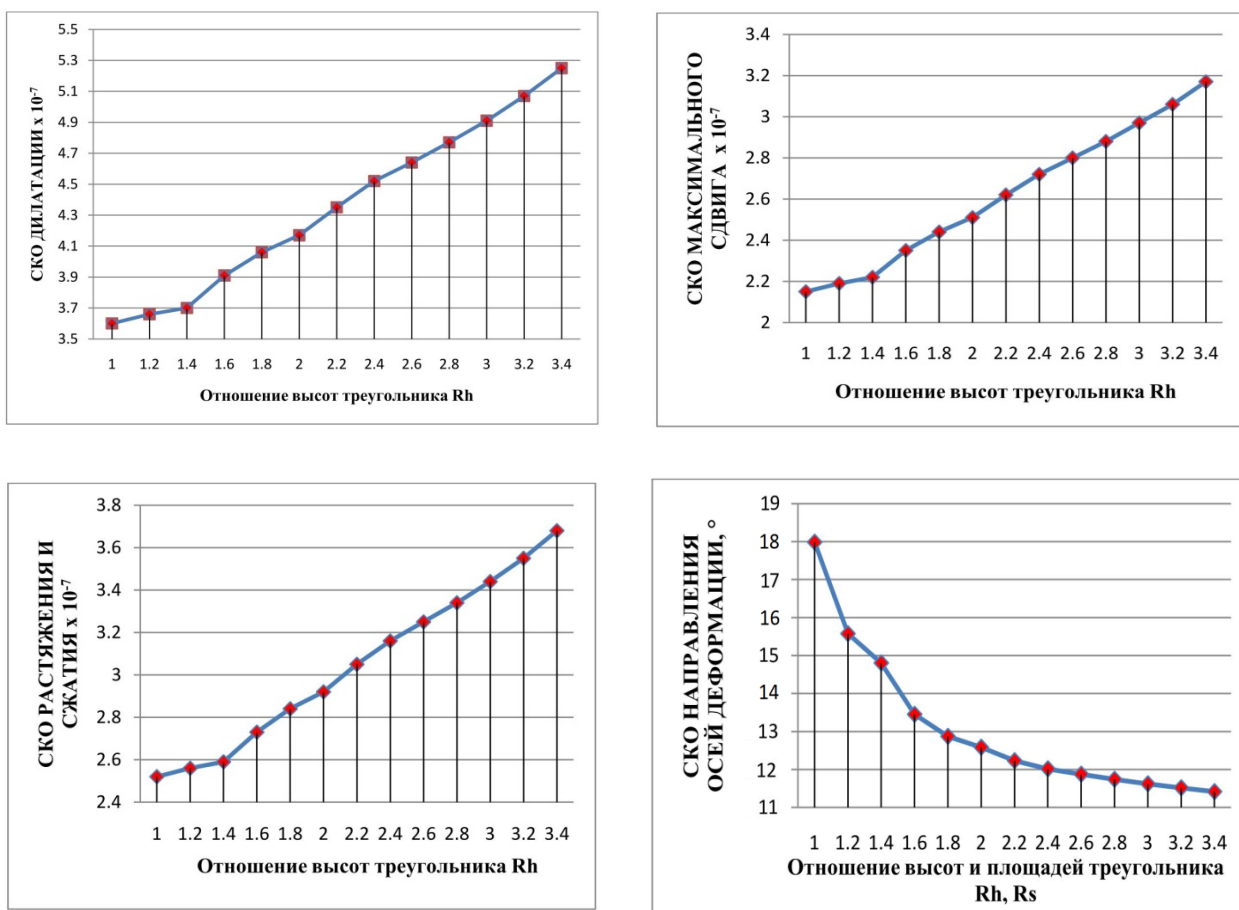 5.5
5.3
5.1
4.9
4.7
4.5
4.3
4.1
3.9
3.7
3.5
СКО ДИЛАТАЦИИ х 10⁻⁷
1 1.2 1.4 1.6 1.8 2 2.2 2.4 2.6 2.8 3 3.2 3.4
Отношение высот треугольника Rh
3.4
3.2
3
2.8
2.6
2.4
2.2
2
СКО МАКСИМАЛЬНОГО
СДВИГА х 10⁻⁷
1 1.2 1.4 1.6 1.8 2 2.2 2.4 2.6 2.8 3 3.2 3.4
Отношение высот треугольника Rh
3.8
3.6
3.4
3.2
3
2.8
2.6
2.4
СКО РАСТЯЖЕНИЯ И
СЖАТИЯ х 10⁻⁷
1 1.2 1.4 1.6 1.8 2 2.2 2.4 2.6 2.8 3 3.2 3.4
Отношение высот треугольника Rh
19
18
17
16
15
14
13
12
11
СКО НАПРАВЛЕНИЯ
ОСЕЙ ДЕФОРМАЦИИ, °
1 1.2 1.4 1.6 1.8 2 2.2 2.4 2.6 2.8 3 3.2 3.4
Отношение высот и площадей треугольника
Rh, Rs